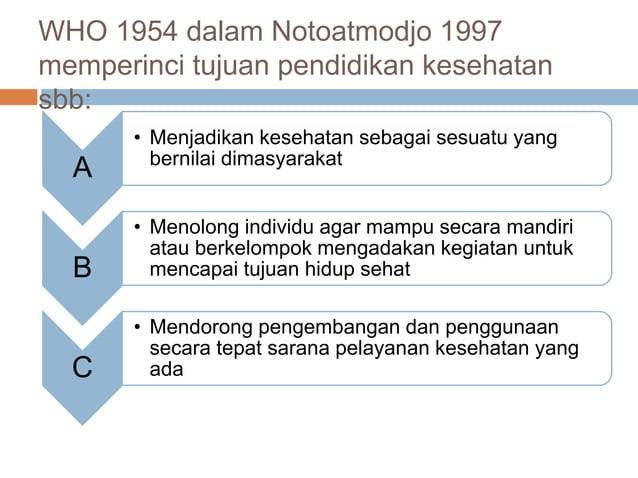 WHO 1954 dalam Notoatmodjo 1997
memperinci tujuan pendidikan kesehatan
sbb:
A
• Menjadikan kesehatan sebagai sesuatu yang
bernilai dimasyarakat
B
• Menolong individu agar mampu secara mandiri
atau berkelompok mengadakan kegiatan untuk
mencapai tujuan hidup sehat
C
• Mendorong pengembangan dan penggunaan
secara tepat sarana pelayanan kesehatan yang
ada